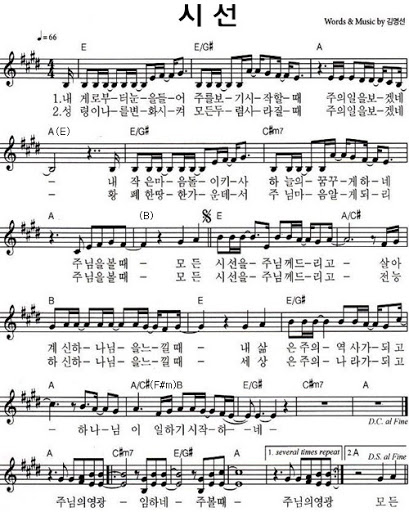 시 선
Words & Music by 김명선
♩= 66
E E/G# A
1.내 게로부-터눈-을들-어 주를보-기시-작할-때 주의일을보-겠네
2.성 령이나-를변-화시-켜 모든두-렴사-라질-때 주의일을보-겠네
A (E) E/G# C#m7
- 내 작은마-음돌-이키-사 하 늘의-꿈꾸-게하-네
- 황 폐한땅-한가-운데-서 주 님마-음알-게되-리
A (B) E A/C#
주님을볼때- 모 든 시선을-주님께드-리고- 살아
주님을볼때- 모 든 시선을-주님께드-리고- 전능
B E E/G#
계 신하-나님-을느-낄 때 - 내 삶 은주의-역사가-되고
하 신하-나님-을느-낄 때 - 세 상 은주의-나라가-되고
A A/C#(F#m)B E/G# C#m7 A
D.C. al Fine
- 하나-님 이 일하기시작-하 - 네 -
A B E/G# C#m7 A 1. several times repeat 2.A D.S. al Fine
주님의영광 - 임하네- 주볼때- 주님의영광 모든